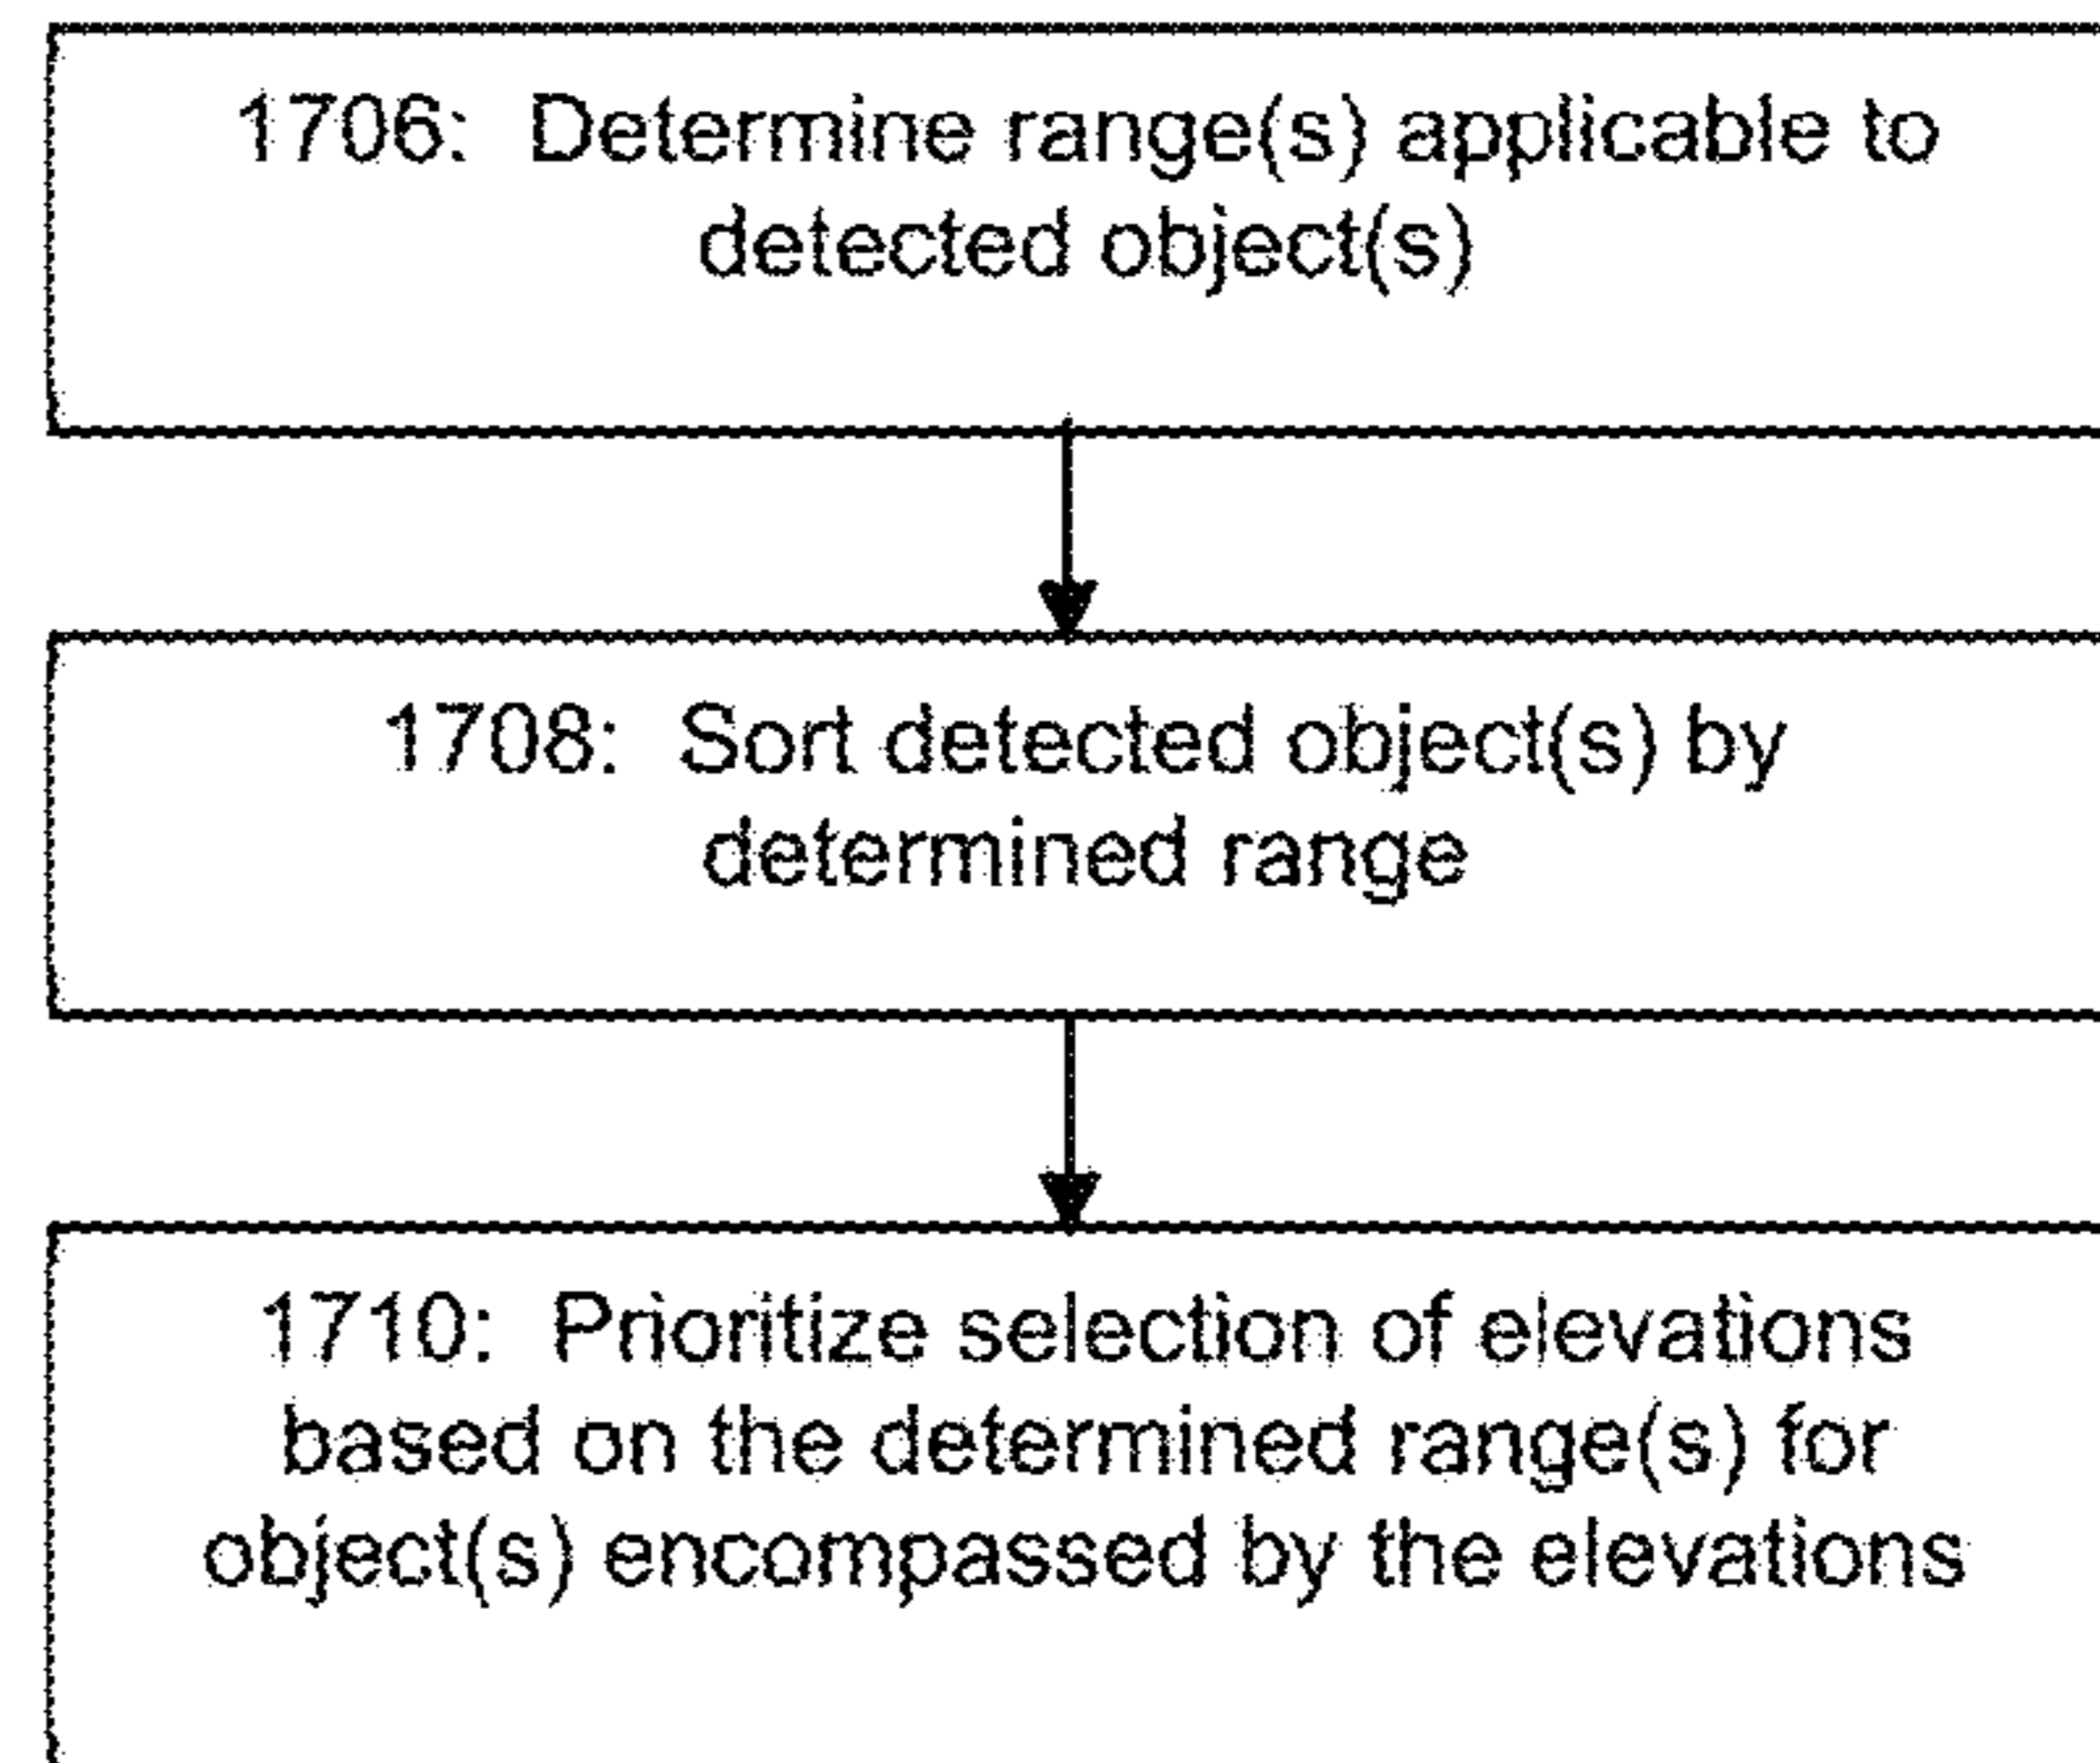 1706: Determine range(s) applicable to
detected object(s)
1708: Sort detected object(s) by
determined range
1710: Prioritize selection of elevations
based on the determined range(s) for
object(s) encompassed by the elevations